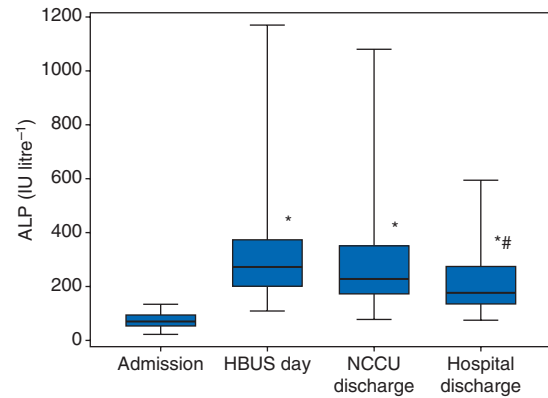 1200
1000
800
600
400
200
0
ALP (IU litre⁻¹)
*
*
*#
Admission
HBUS day
NCCU
discharge
Hospital
discharge